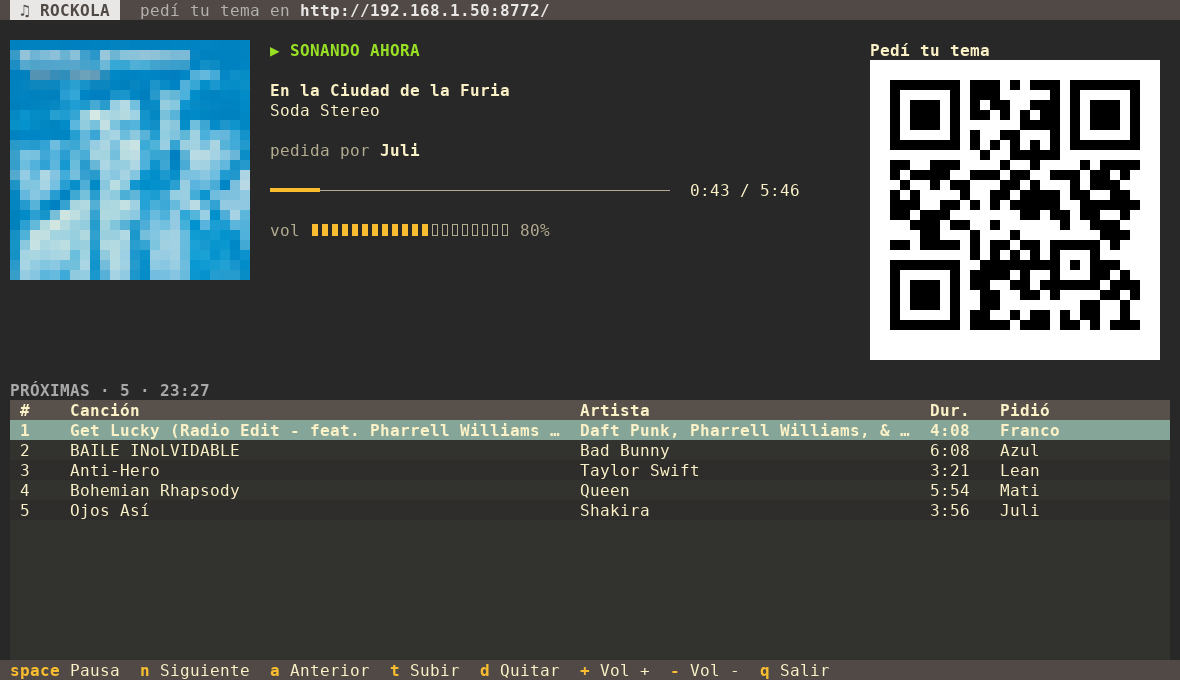 ♫ ROCKOLA pedí tu tema en http://192.168.1.50:8772/
▶ SONANDO AHORA
Pedí tu tema
En la Ciudad de la Furia
Soda Stereo
pedida por Juli
0:43 / 5:46
vol 80%
PRÓXIMAS · 5 · 23:27
# Canción Artista Dur. Pidió
1 Get Lucky (Radio Edit - feat. Pharrell Williams … Daft Punk, Pharrell Williams, & … 4:08 Franco
2 BAILE INoLVIDABLE Bad Bunny 6:08 Azul
3 Anti-Hero Taylor Swift 3:21 Lean
4 Bohemian Rhapsody Queen 5:54 Mati
5 Ojos Así Shakira 3:56 Juli
space Pausa n Siguiente a Anterior t Subir d Quitar + Vol + - Vol - q Salir